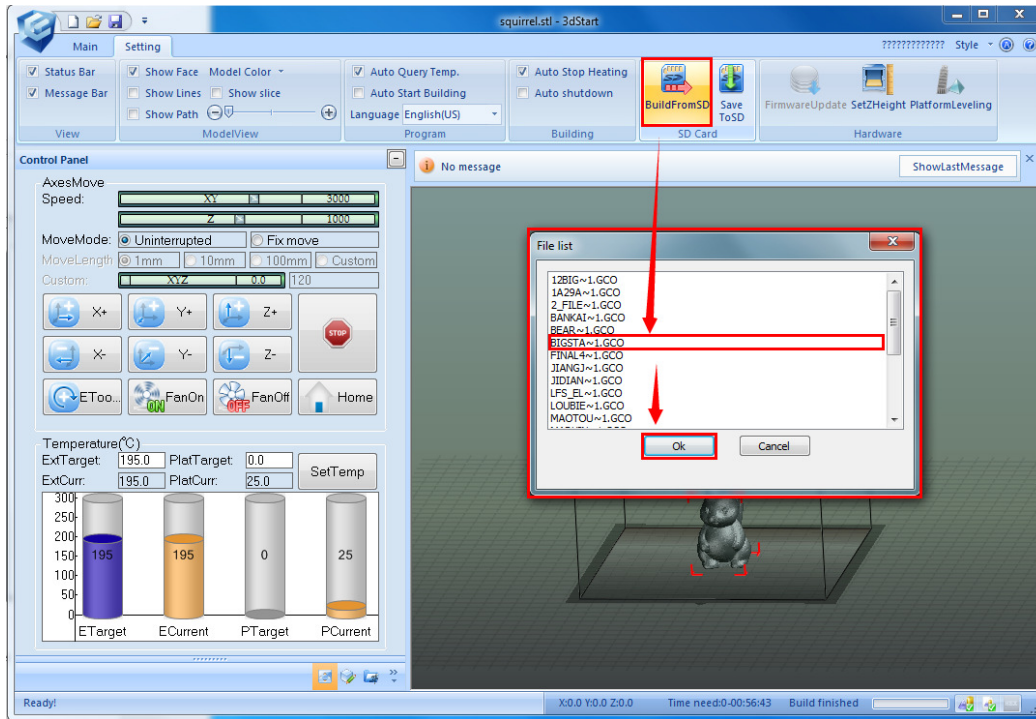 squirrel.stl - 3dStart
Main Setting ????????????? Style
Status Bar
Message Bar
View
Show Face Model Color
Show Lines Show slice
Show Path
ModelView
Auto Query Temp.
Auto Start Building
Language English(US)
Program
Auto Stop Heating
Auto shutdown
Building
BuildFromSD
Save
ToSD
SD Card
FirmwareUpdate SetZHeight PlatformLeveling
Hardware
Control Panel
No message
ShowLastMessage
AxesMove
Speed: XY 3000
Z 1000
MoveMode: Uninterrupted Fix move
MoveLength 1mm 10mm 100mm Custom
Custom: XYZ 0.0 120
X+ Y+ Z+
STOP
X- Y- Z-
EToo... ON FanOn OFF FanOff Home
Temperature(°C)
ExtTarget: 195.0 PlatTarget: 0.0
SetTemp
ExtCurr: 195.0 PlatCurr: 25.0
300
250
200
150
100
50
0
195 195 0 25
ETarget ECurrent PTarget PCurrent
File list
12BIG~1.GCO
1A29A~1.GCO
2_FILE~1.GCO
BANKAI~1.GCO
BEAR~1.GCO
BIGSTA~1.GCO
FINAL4~1.GCO
JIANGJ~1.GCO
JIDIAN~1.GCO
LFS_EL~1.GCO
LOUBIE~1.GCO
MAOTOU~1.GCO
Ok Cancel
Ready! X:0.0 Y:0.0 Z:0.0 Time need:0-00:56:43 Build finished